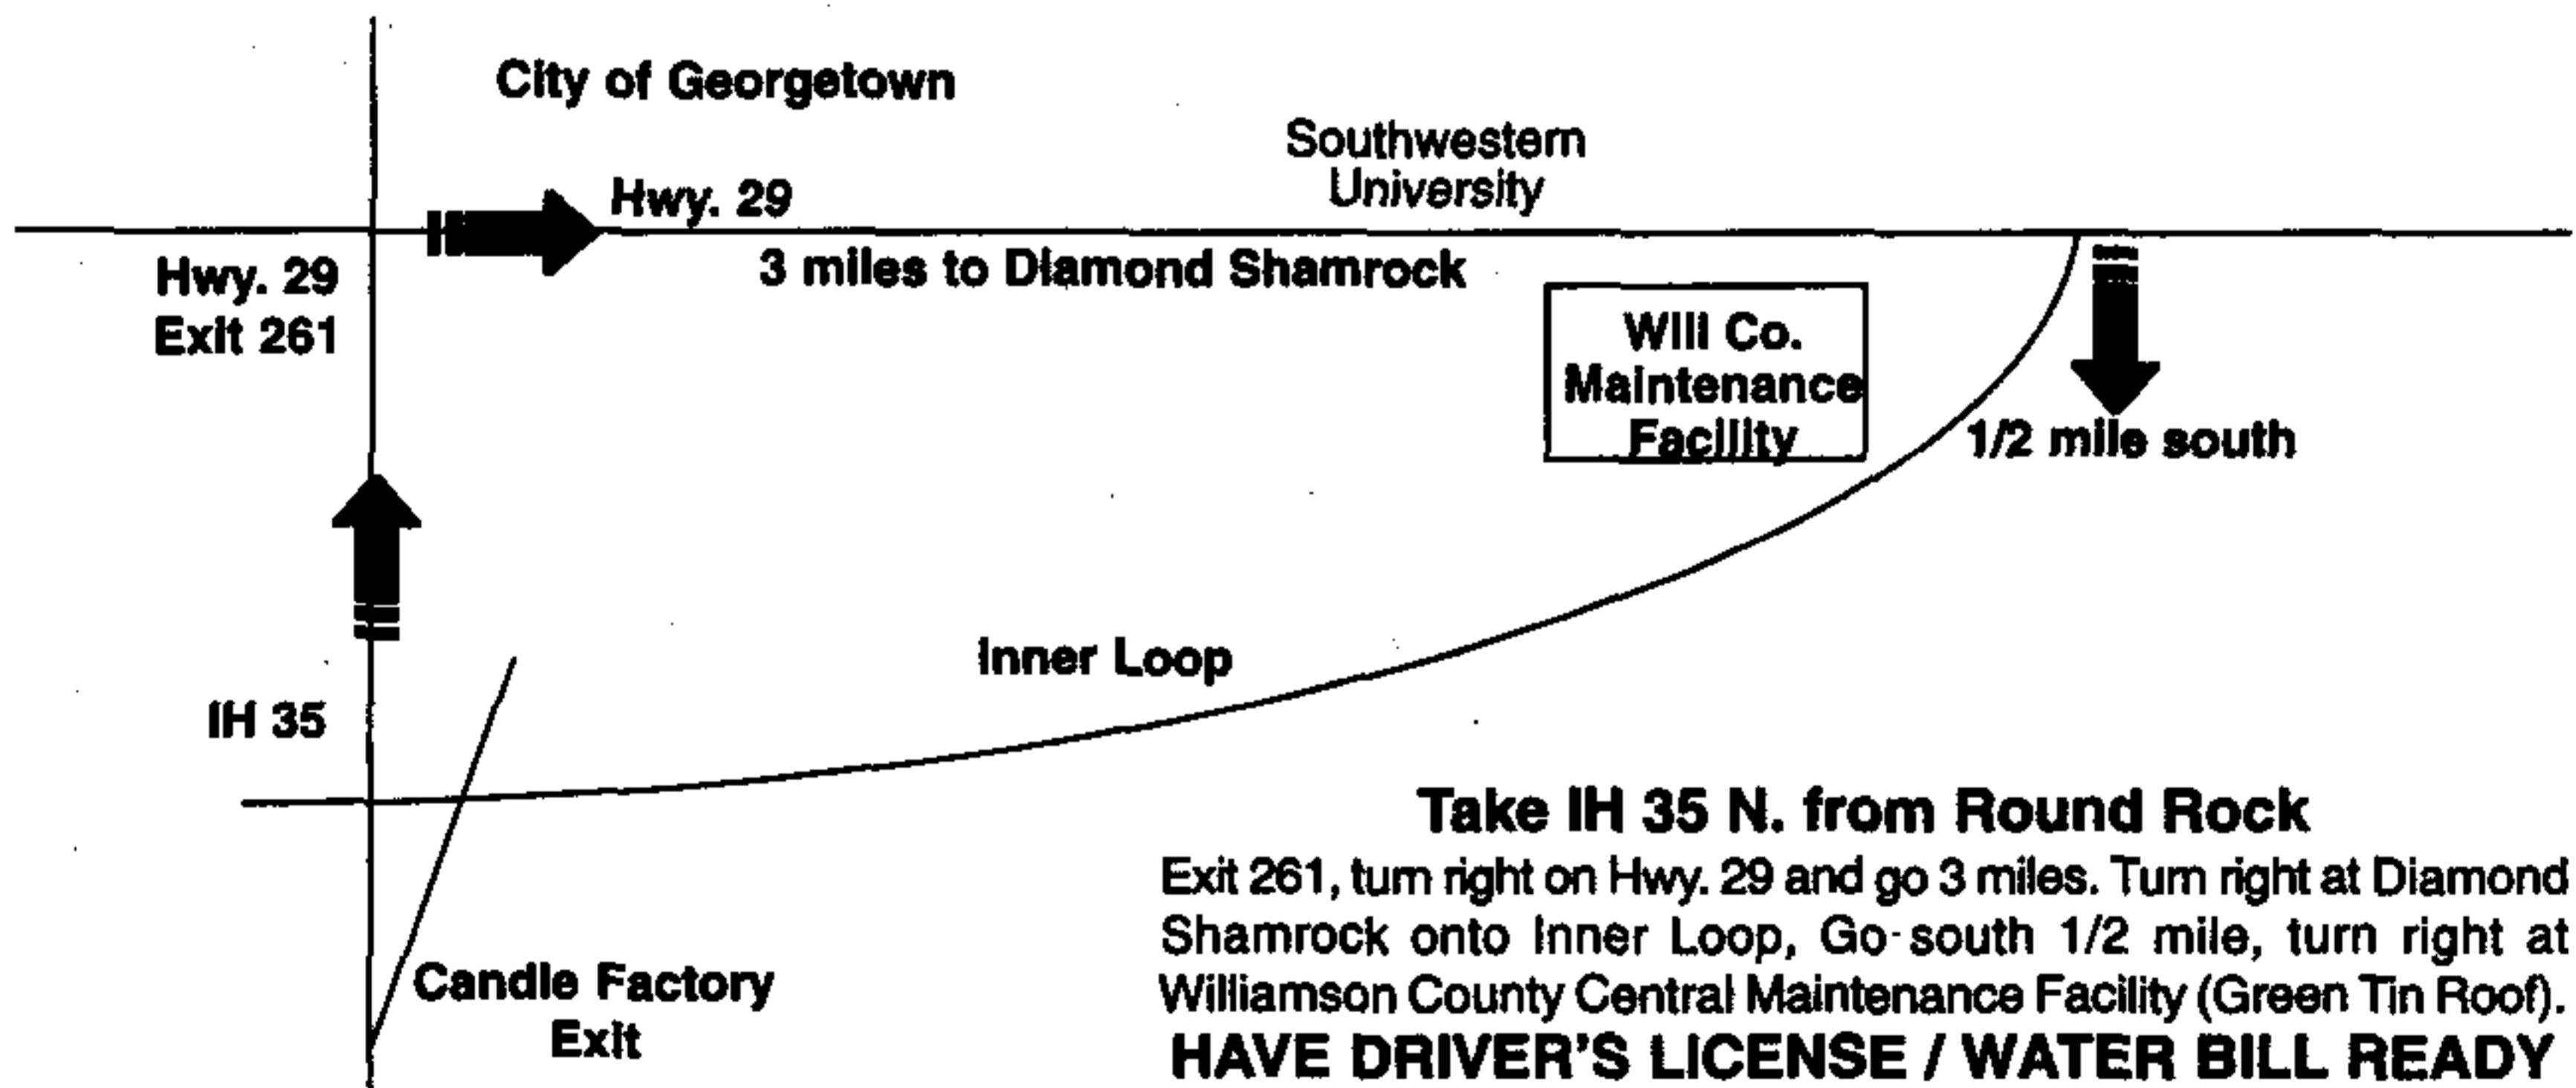 City of Georgetown
Southwestern
University
Hwy. 29
3 miles to Diamond Shamrock
Hwy. 29
Exit 261
Will Co.
Maintenance
Facility
1/2 mile south
Inner Loop
IH 35
Candle Factory
Exit
Take IH 35 N. from Round Rock
Exit 261, turn right on Hwy. 29 and go 3 miles. Turn right at Diamond
Shamrock onto Inner Loop, Go south 1/2 mile, turn right at
Williamson County Central Maintenance Facility (Green Tin Roof).
HAVE DRIVER'S LICENSE / WATER BILL READY